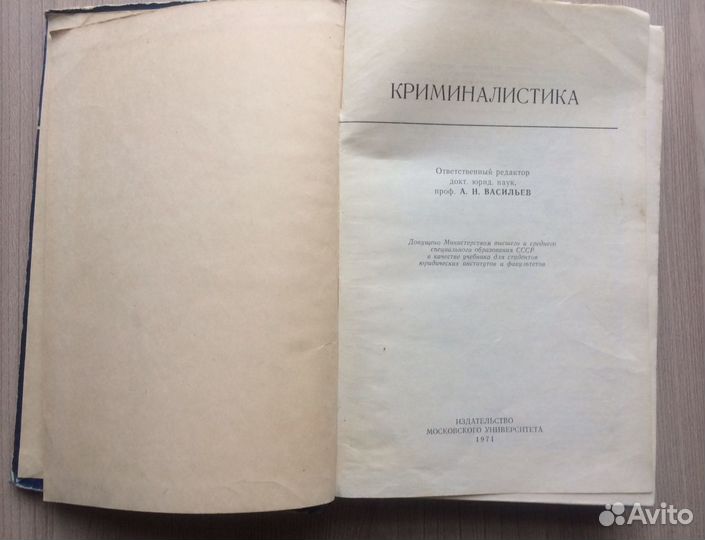 КРИМИНАЛИСТИКА
Ответственный редактор
докт. юрид. наук,
проф. А. Н. ВАСИЛЬЕВ
Допущено Министерством высшего и среднего
специального образования СССР
в качестве учебника для студентов
юридических институтов и факультетов
ИЗДАТЕЛЬСТВО
МОСКОВСКОГО УНИВЕРСИТЕТА
1971
Avito